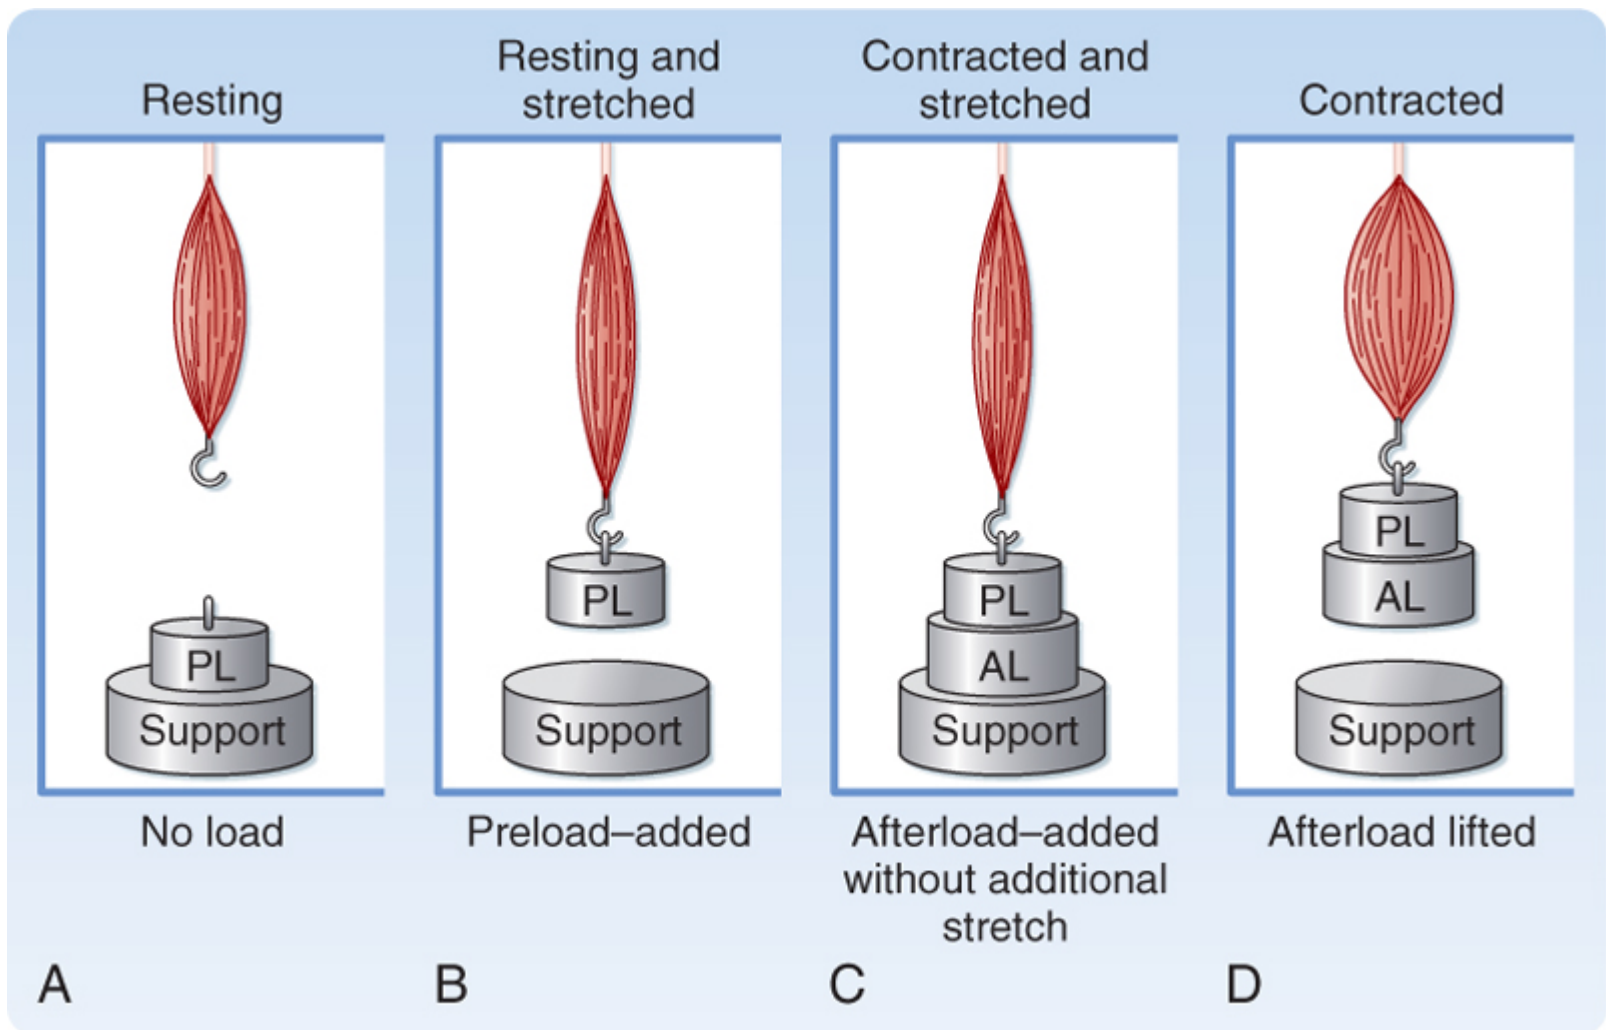 Resting
PL
Support
No load
A
Resting and
stretched
PL
Support
Preload–added
B
Contracted and
stretched
PL
AL
Support
Afterload–added
without additional
stretch
C
Contracted
PL
AL
Support
Afterload lifted
D